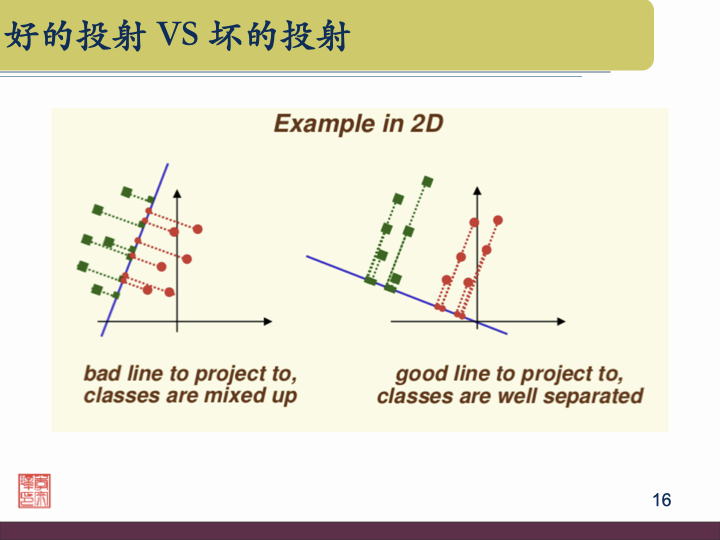 好的投射 VS 坏的投射
Example in 2D
bad line to project to,
classes are mixed up
good line to project to,
classes are well separated
16